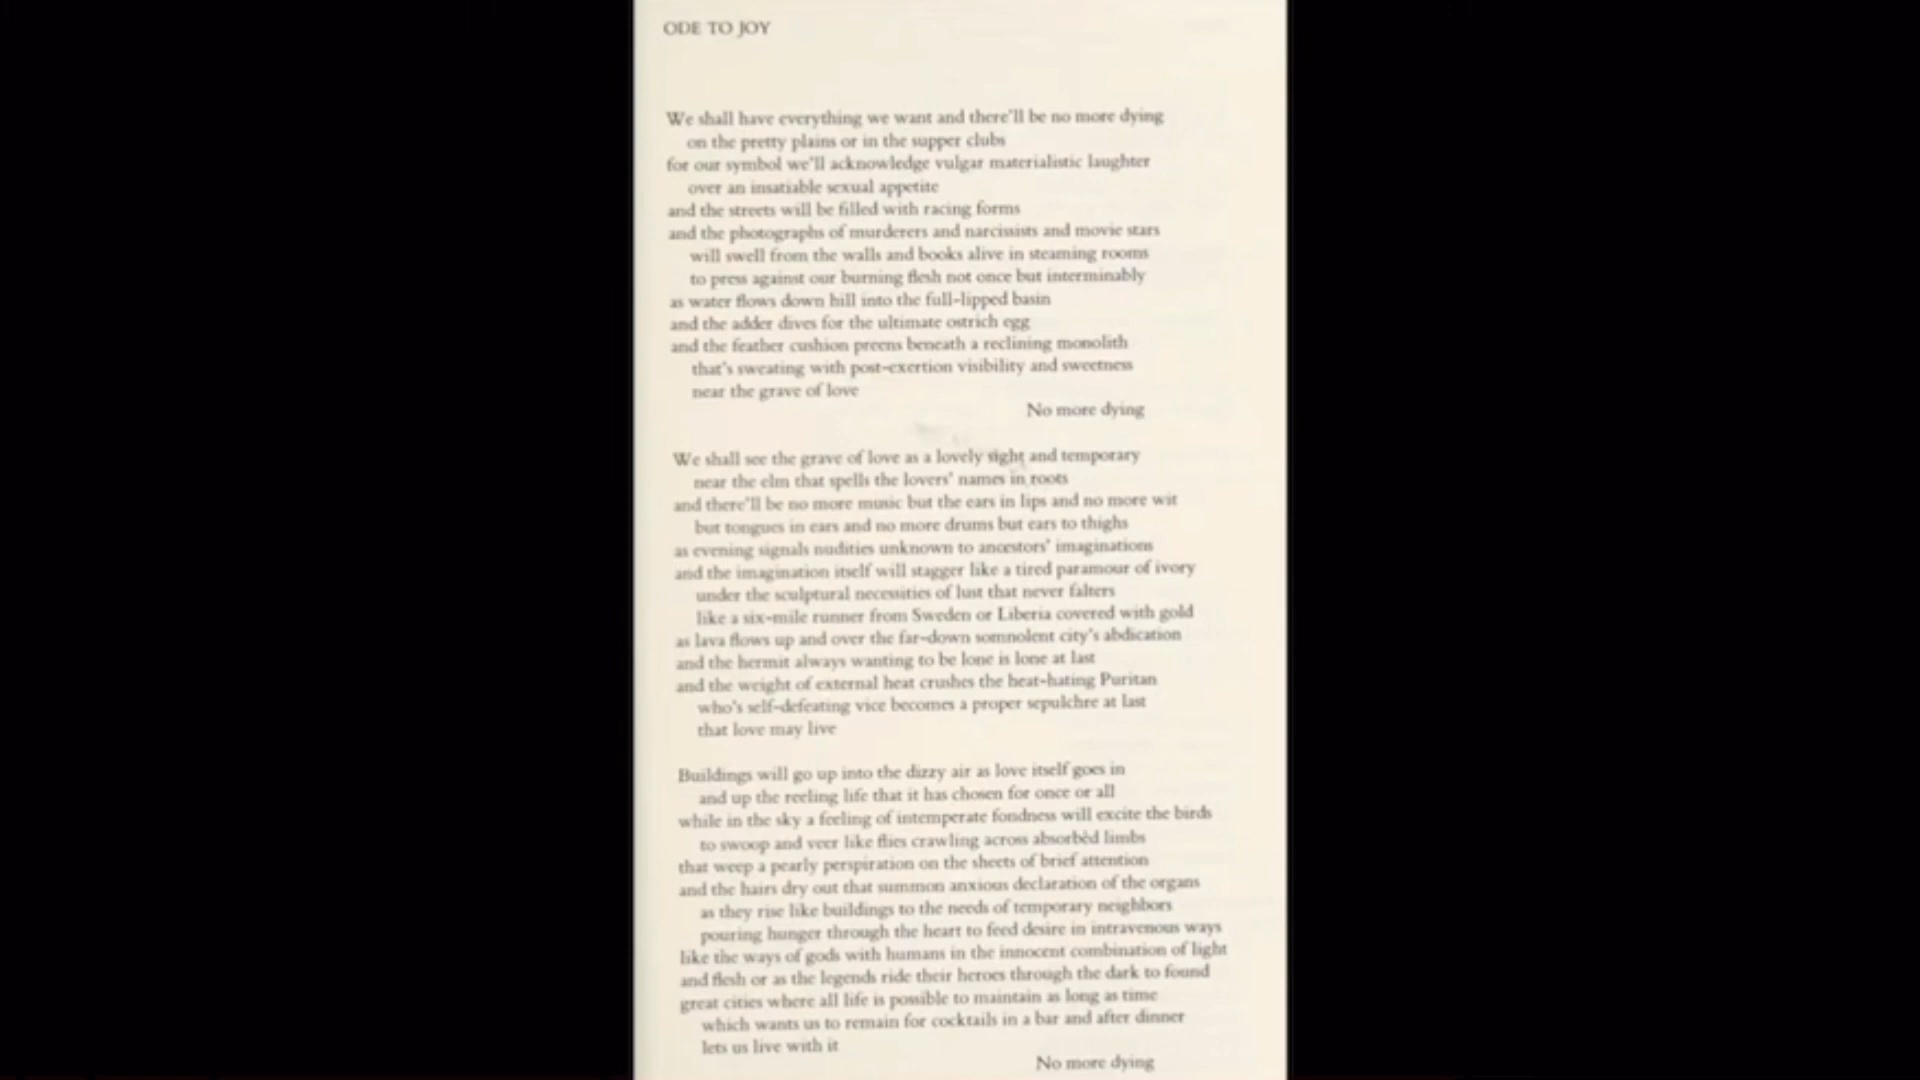 ODE TO JOY
We shall have everything we want and there'll be no more dying
on the pretty plains or in the supper clubs
for our symbol we'll acknowledge vulgar materialistic laughter
over an insatiable sexual appetite
and the streets will be filled with racing forms
and the photographs of murderers and narcissists and movie stars
will swell from the walls and books alive in steaming rooms
to press against our burning flesh not once but interminably
as water flows down hill into the full-lipped basin
and the adder dives for the ultimate ostrich egg
and the feather cushion preens beneath a reclining monolith
that's sweating with post-exertion visibility and sweetness
near the grave of love
No more dying
We shall see the grave of love as a lovely sight and temporary
near the elm that spells the lovers' names in roots
and there'll be no more music but the ears in lips and no more wit
but tongues in ears and no more drums but ears to thighs
as evening signals nudities unknown to ancestors' imaginations
and the imagination itself will stagger like a tired paramour of ivory
under the sculptural necessities of lust that never falters
like a six-mile runner from Sweden or Liberia covered with gold
as lava flows up and over the far-down somnolent city's abdication
and the hermit always wanting to be lone is lone at last
and the weight of external heat crushes the heat-hating Puritan
who's self-defeating vice becomes a proper sepulchre at last
that love may live
Buildings will go up into the dizzy air as love itself goes in
and up the reeling life that it has chosen for once or all
while in the sky a feeling of intemperate fondness will excite the birds
to swoop and veer like flies crawling across absorbèd limbs
that weep a pearly perspiration on the sheets of brief attention
and the hairs dry out that summon anxious declaration of the organs
as they rise like buildings to the needs of temporary neighbors
pouring hunger through the heart to feed desire in intravenous ways
like the ways of gods with humans in the innocent combination of light
and flesh or as the legends ride their heroes through the dark to found
great cities where all life is possible to maintain as long as time
which wants us to remain for cocktails in a bar and after dinner
lets us live with it
No more dying